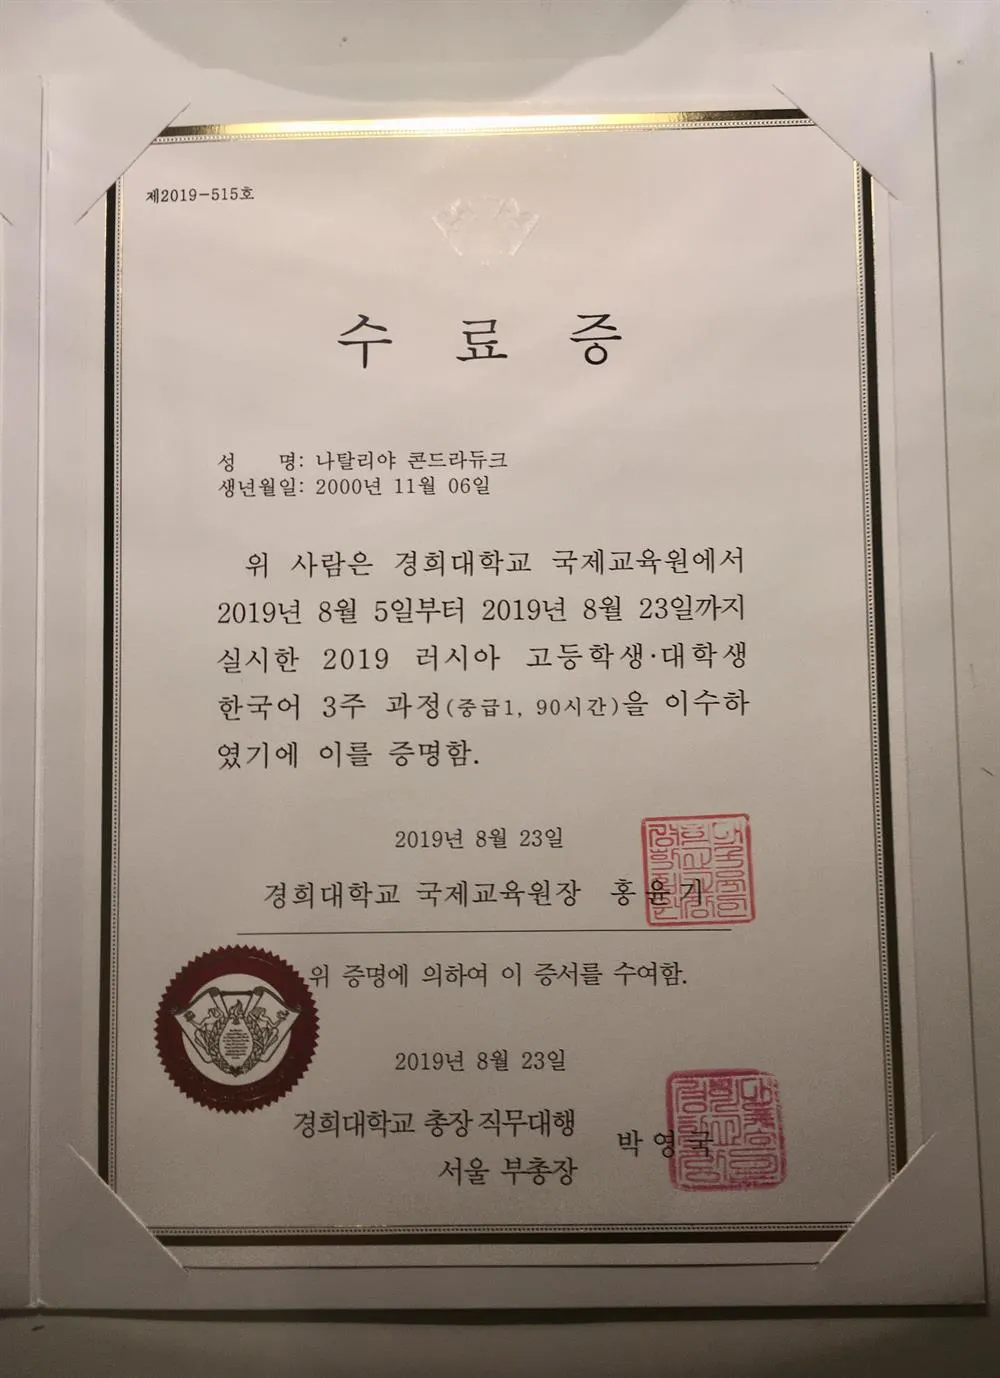 제2019-515호
수 료 증
성 명: 나탈리야 콘드라듀크
생년월일: 2000년 11월 06일
위 사람은 경희대학교 국제교육원에서
2019년 8월 5일부터 2019년 8월 23일까지
실시한 2019 러시아 고등학생·대학생
한국어 3주 과정(중급1, 90시간)을 이수하
였기에 이를 증명함.
2019년 8월 23일
경희대학교 국제교육원장 홍윤기
위 증명에 의하여 이 증서를 수여함.
2019년 8월 23일
경희대학교 총장 직무대행
서울 부총장
박영국